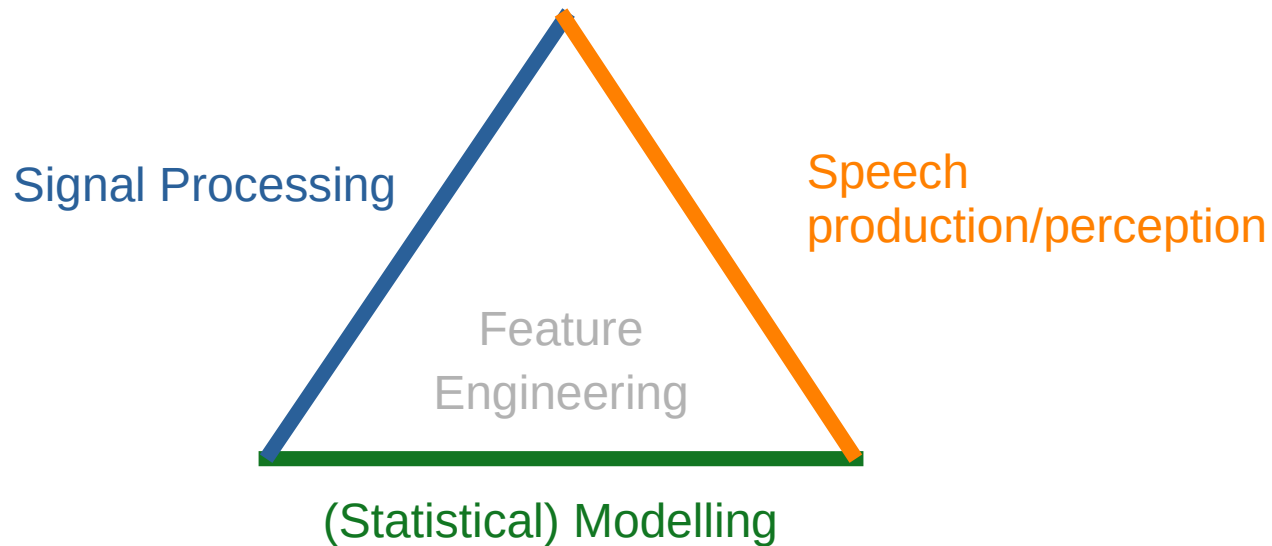 Signal Processing
Speech
production/perception
Feature
Engineering
(Statistical) Modelling